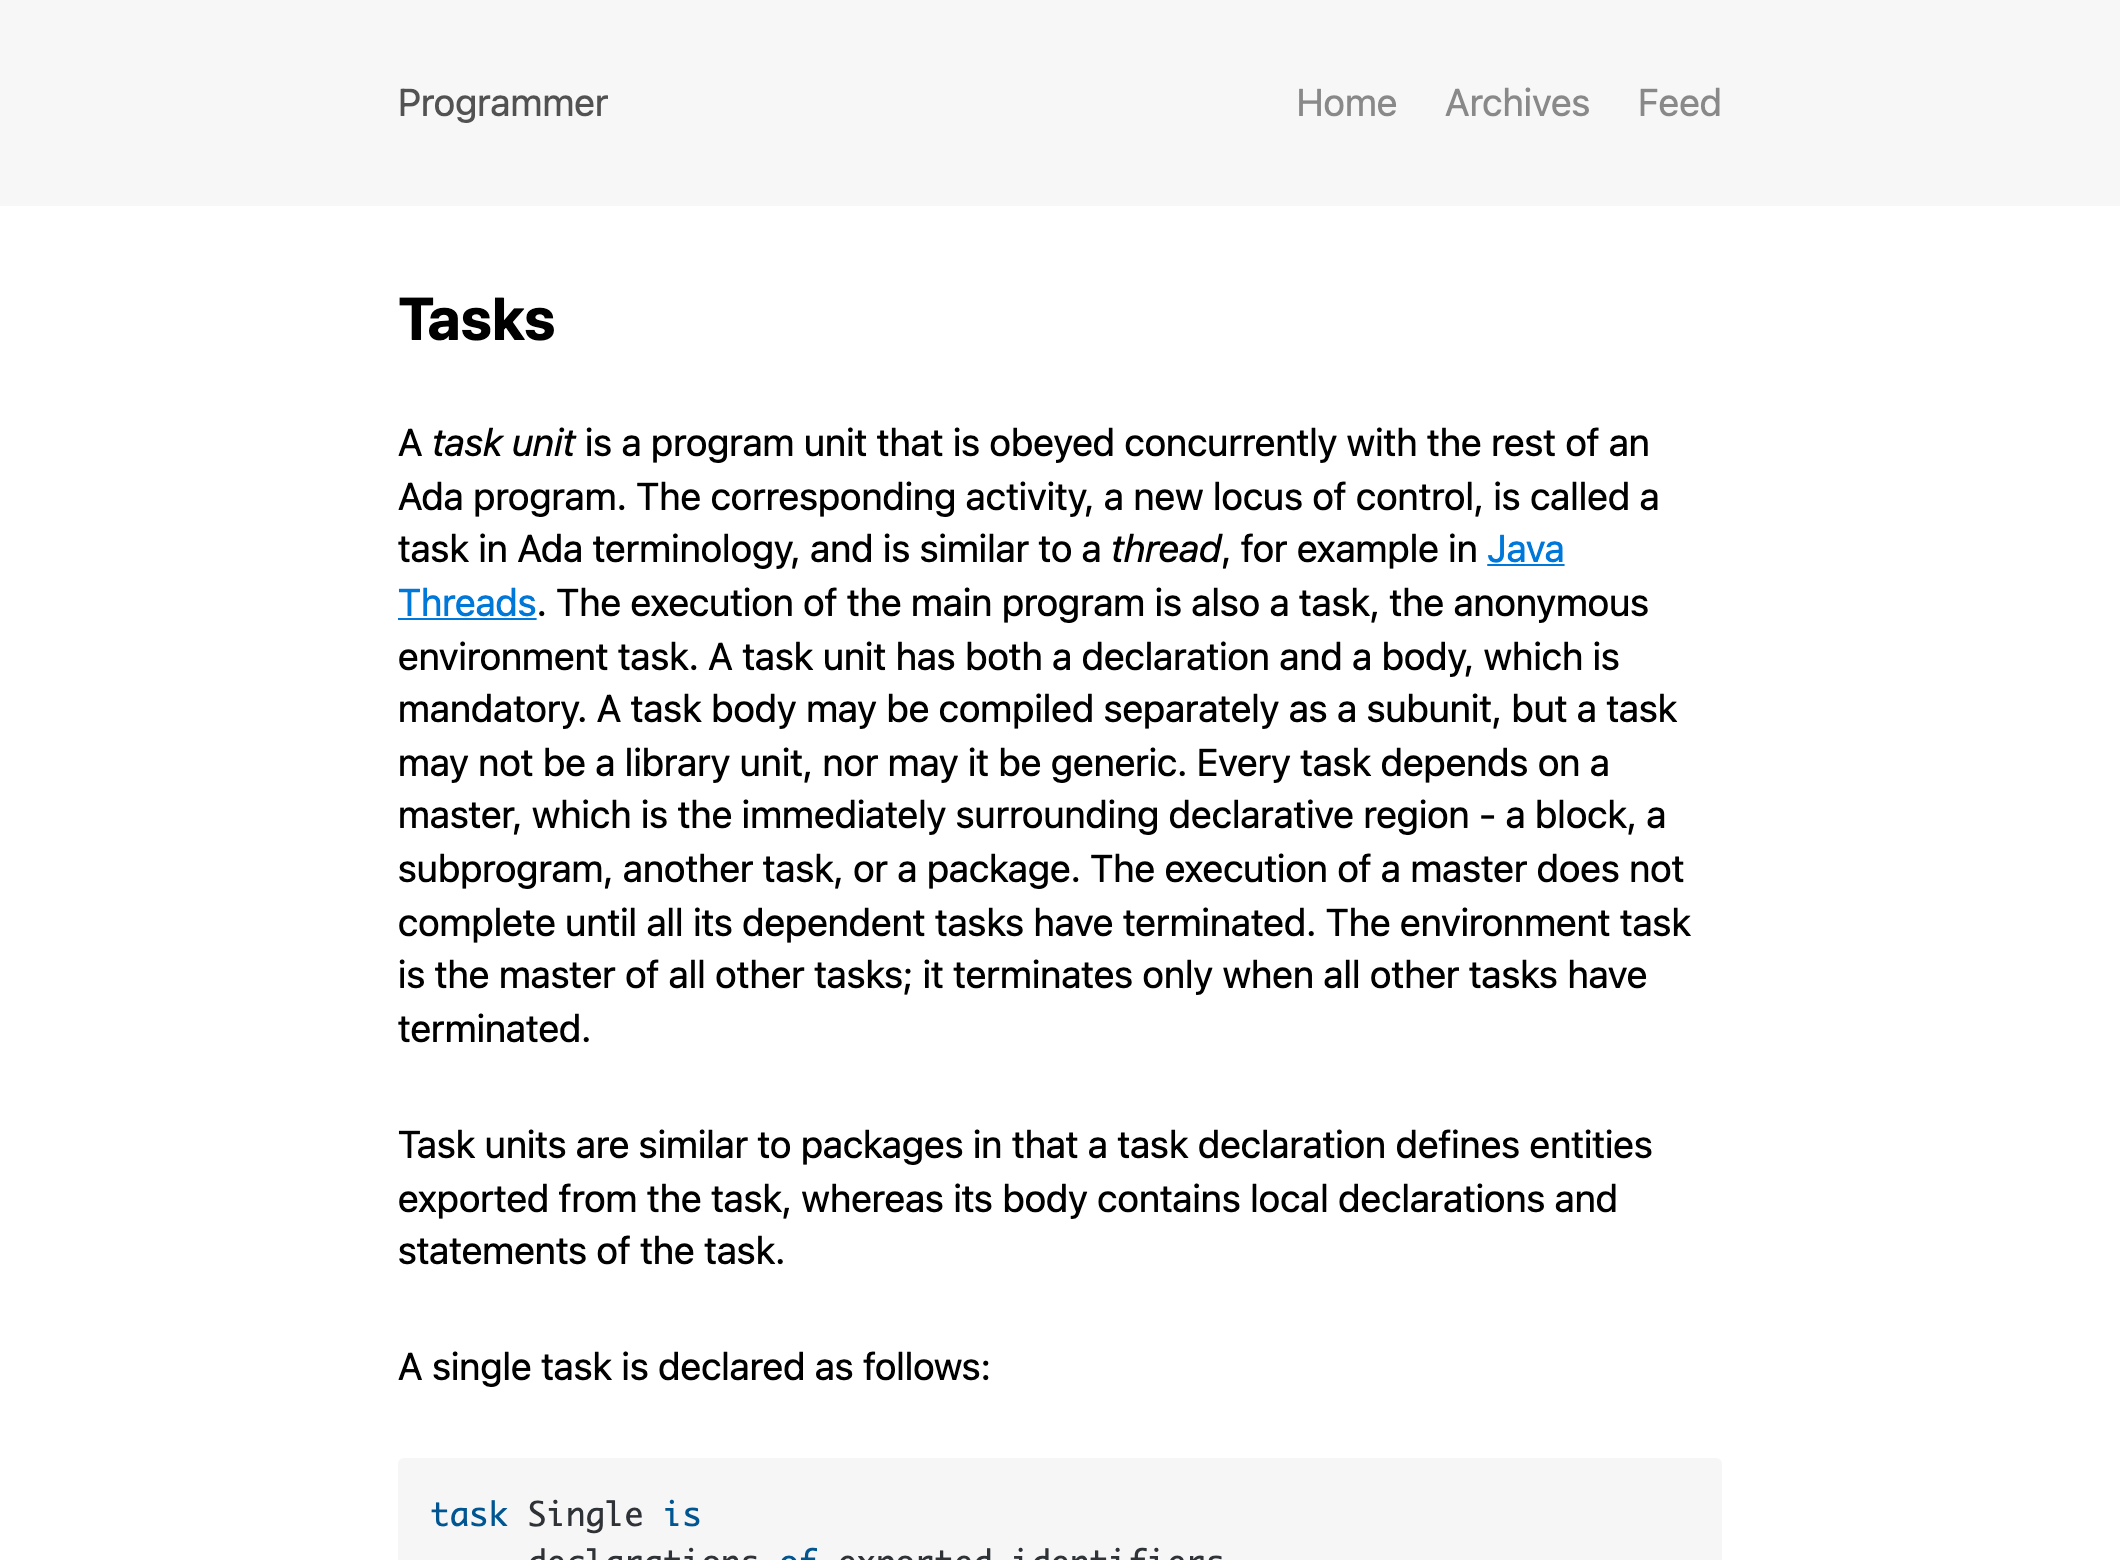 Programmer
Home Archives Feed
Tasks
A task unit is a program unit that is obeyed concurrently with the rest of an
Ada program. The corresponding activity, a new locus of control, is called a
task in Ada terminology, and is similar to a thread, for example in Java
Threads. The execution of the main program is also a task, the anonymous
environment task. A task unit has both a declaration and a body, which is
mandatory. A task body may be compiled separately as a subunit, but a task
may not be a library unit, nor may it be generic. Every task depends on a
master, which is the immediately surrounding declarative region - a block, a
subprogram, another task, or a package. The execution of a master does not
complete until all its dependent tasks have terminated. The environment task
is the master of all other tasks; it terminates only when all other tasks have
terminated.
Task units are similar to packages in that a task declaration defines entities
exported from the task, whereas its body contains local declarations and
statements of the task.
A single task is declared as follows:
task Single is
declarations of exported identifiers